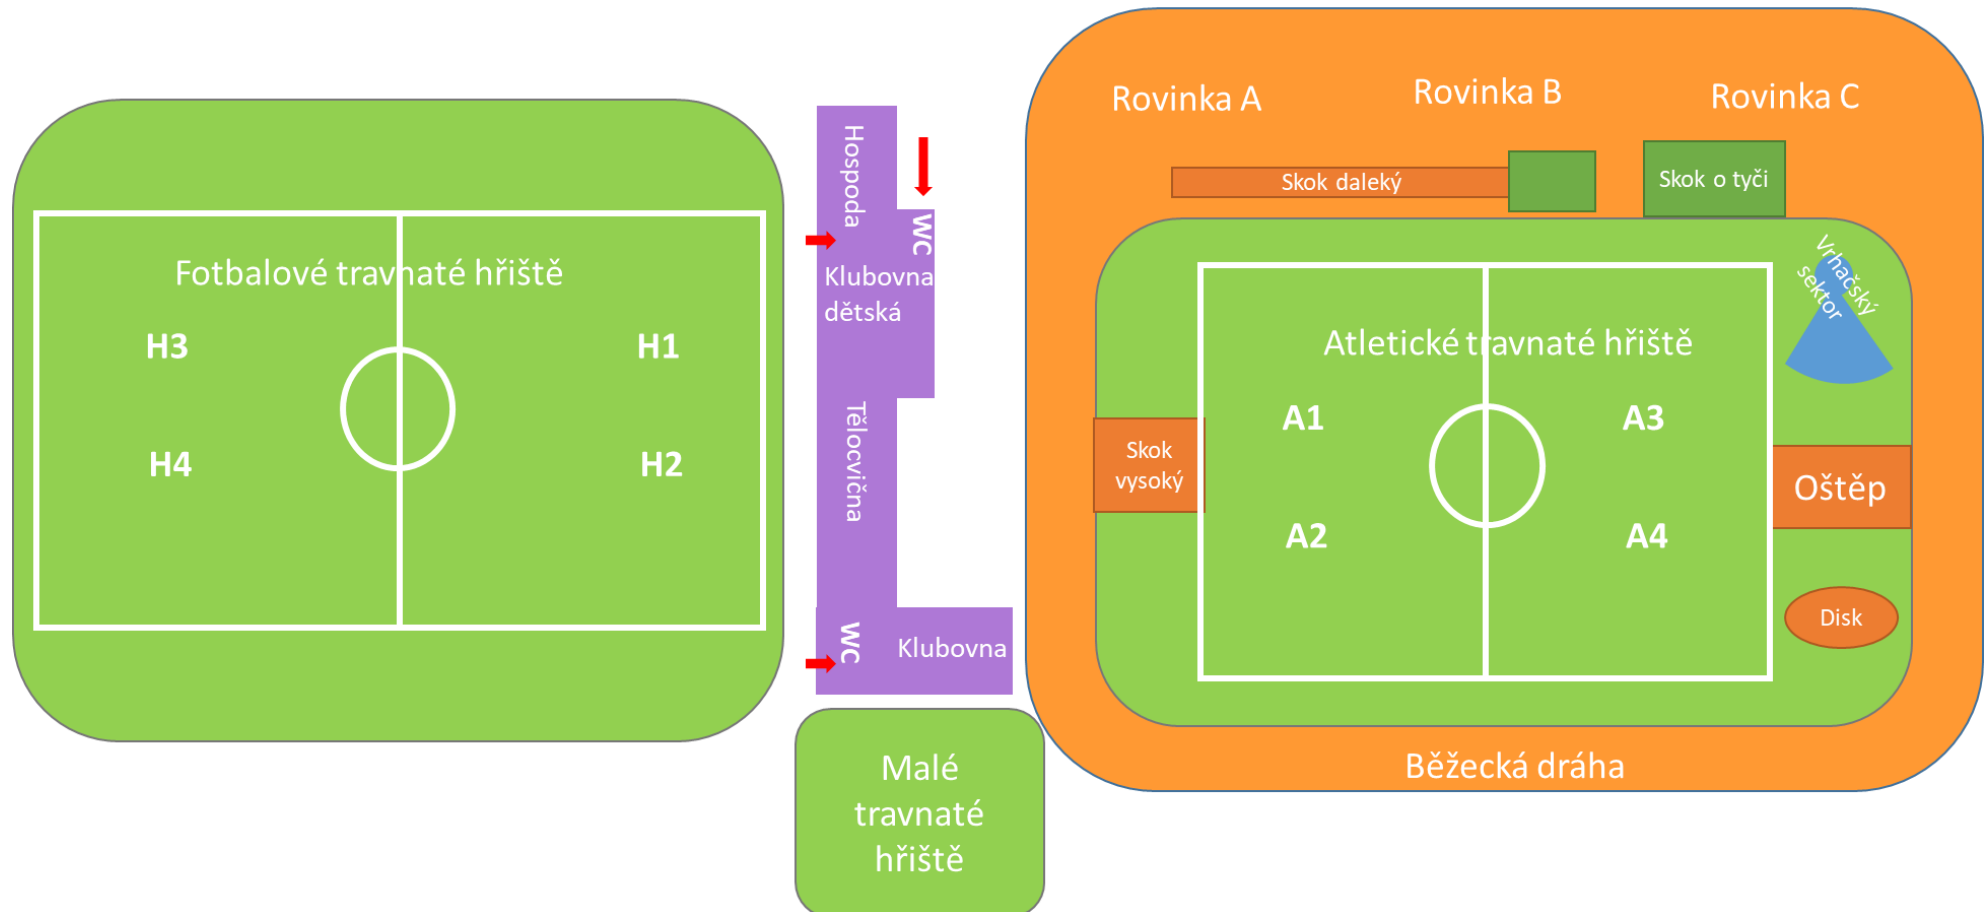 Fotbalové travnaté hřiště
H3
H1
H4
H2
Hospoda
WC
Klubovna
dětská
Tělocvična
WC
Klubovna
Malé
travnaté
hřiště
Rovinka A
Rovinka B
Rovinka C
Skok daleký
Skok o tyči
Vrhačský
sektor
Atletické travnaté hřiště
A1
A3
Skok
vysoký
Oštěp
A2
A4
Disk
Běžecká dráha